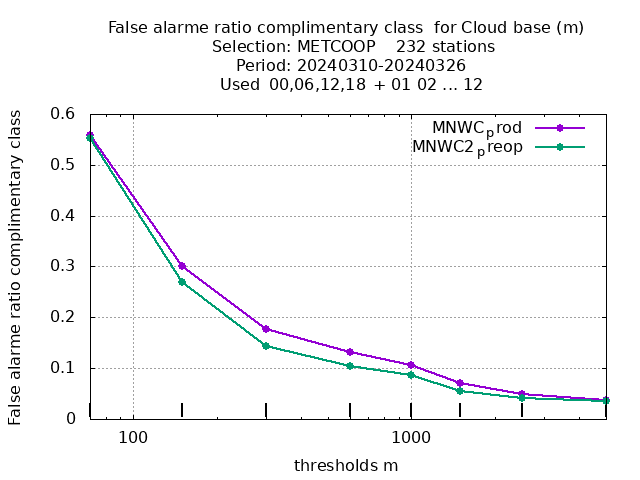 False alarme ratio complimentary class for Cloud base (m)
Selection: METCOOP 232 stations
Period: 20240310-20240326
Used 00,06,12,18 + 01 02 ... 12
MNWCprod
MNWC2preop
False alarme ratio complimentary class
0.6
0.5
0.4
0.3
0.2
0.1
0
100 1000
thresholds m